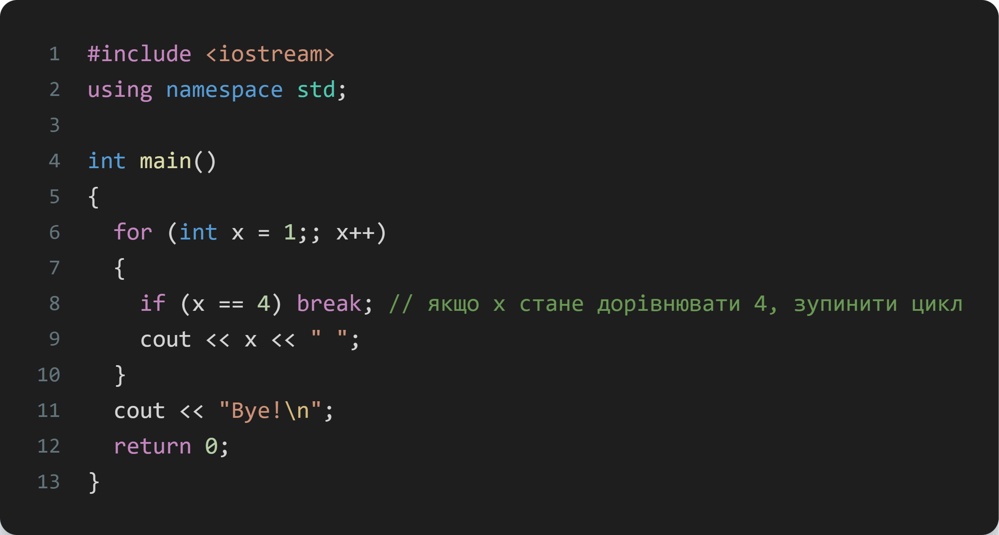 1 #include <iostream>
2 using namespace std;
3
4 int main()
5 {
6   for (int x = 1;; x++)
7   {
8     if (x == 4) break; // якщо x стане дорівнювати 4, зупинити цикл
9     cout << x << " ";
10   }
11   cout << "Bye!\n";
12   return 0;
13 }